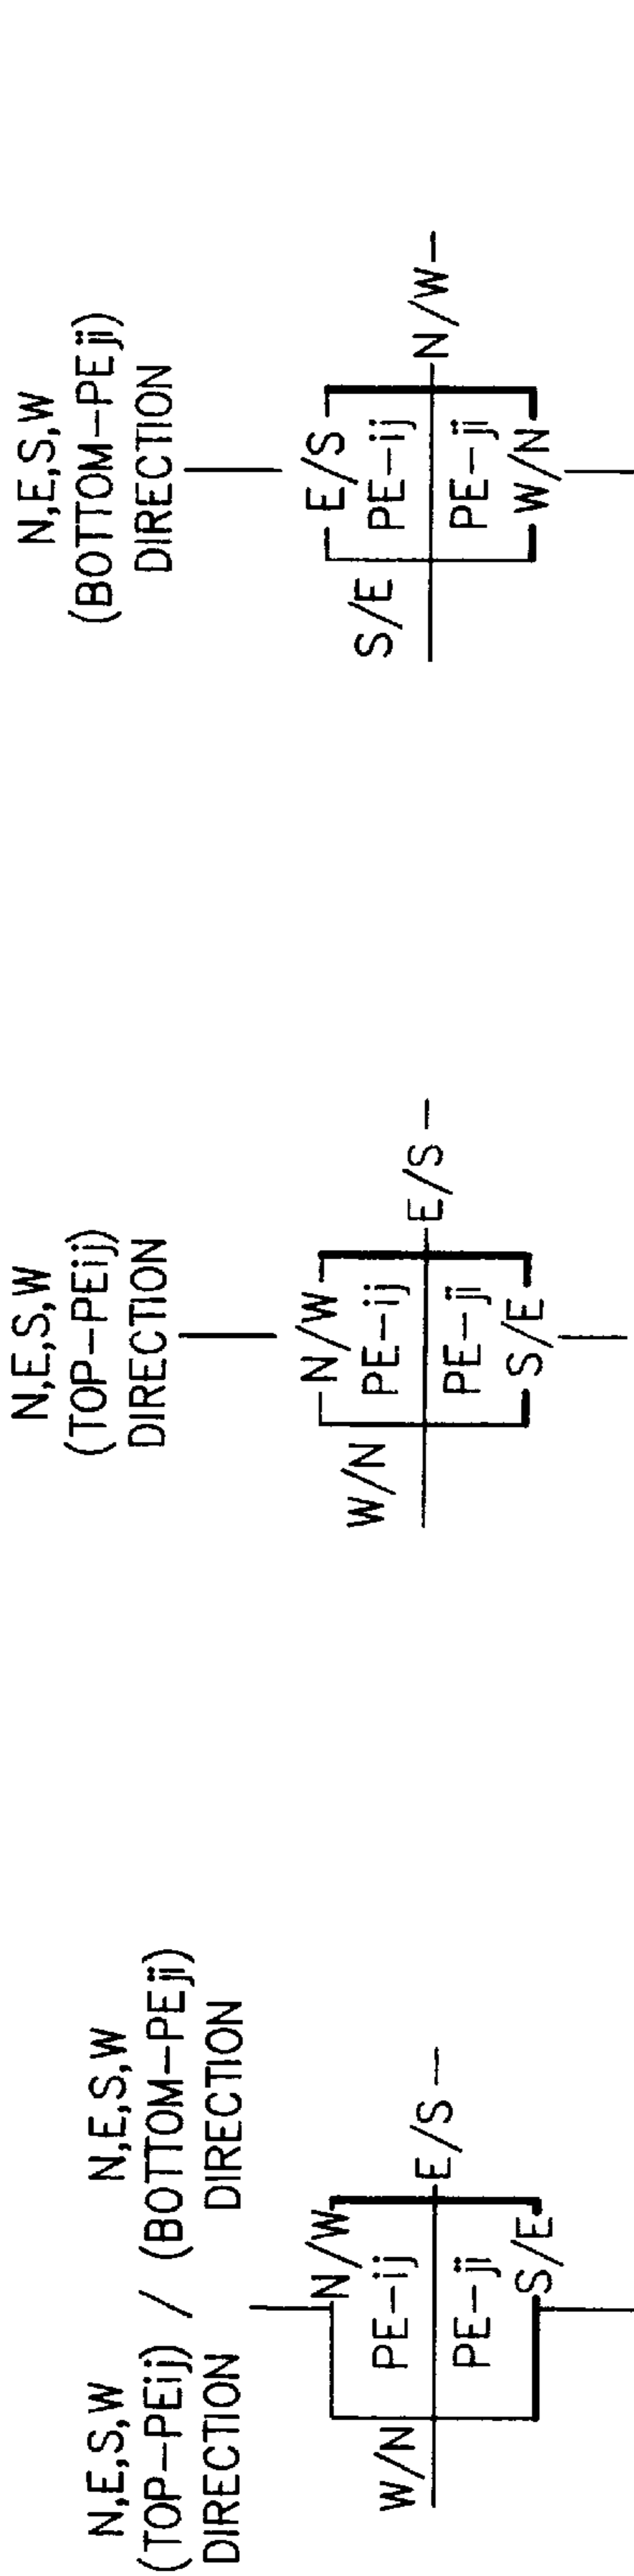 N,E,S,W N,E,S,W
(TOP-PEij) / (BOTTOM-PEji)
DIRECTION DIRECTION
N/W
W/N
PE-ij
E/S
PE-ji
S/E
N,E,S,W
(TOP-PEij)
DIRECTION
N/W
W/N
PE-ij
E/S
PE-ji
S/E
N,E,S,W
(BOTTOM-PEji)
DIRECTION
E/S
S/E
PE-ij
N/W
PE-ji
W/N